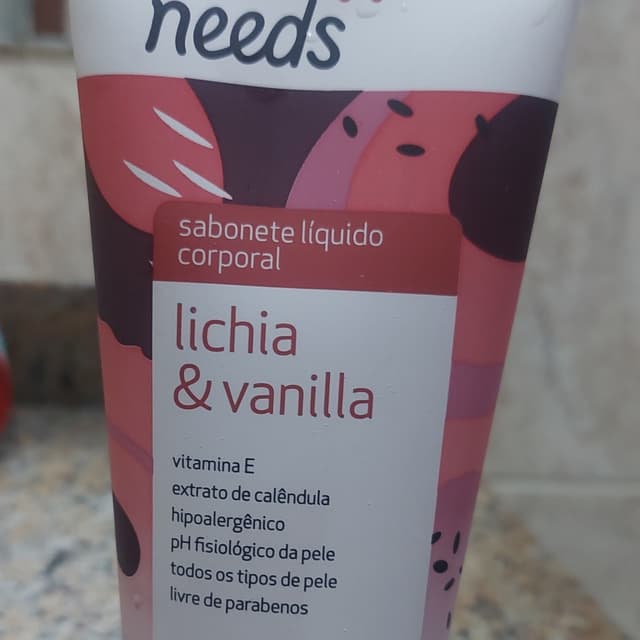 needs
sabonete líquido
corporal
lichia
& vanilla
vitamina E
extrato de calêndula
hipoalergênico
pH fisiológico da pele
todos os tipos de pele
livre de parabenos